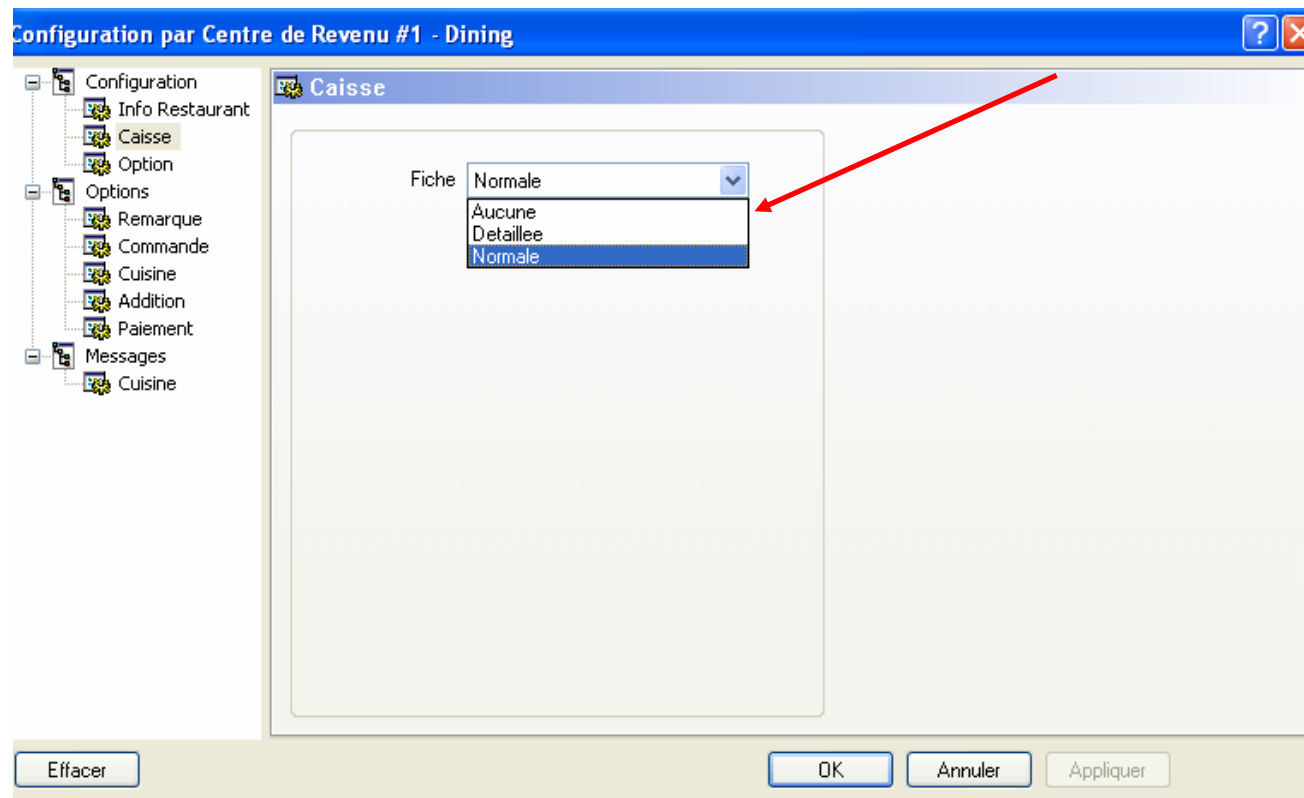 Configuration par Centre de Revenu #1 - Dining
Configuration
Info Restaurant
Caisse
Option
Options
Remarque
Commande
Cuisine
Addition
Paiement
Messages
Cuisine
Caisse
Fiche Normale
Aucune
Detaillee
Normale
Effacer
OK
Annuler
Appliquer